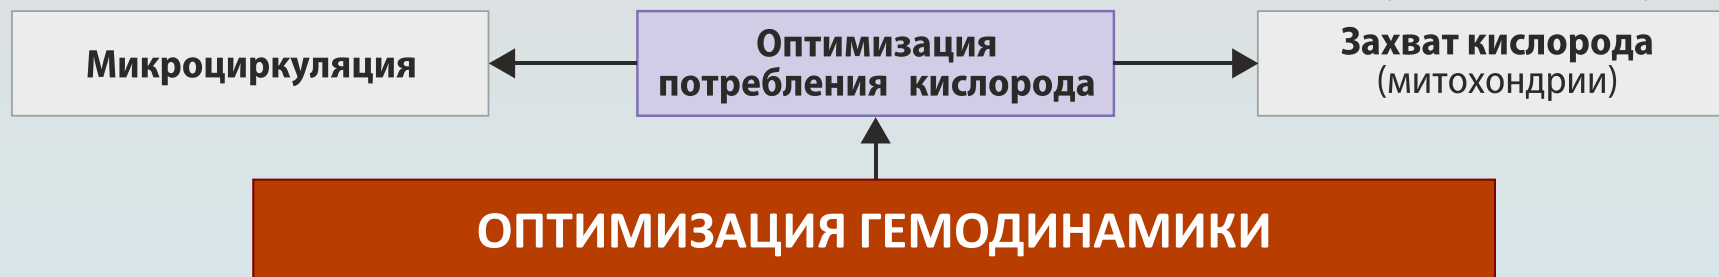 Микроциркуляция
Оптимизация
потребления кислорода
Захват кислорода
(митохондрии)
ОПТИМИЗАЦИЯ ГЕМОДИНАМИКИ